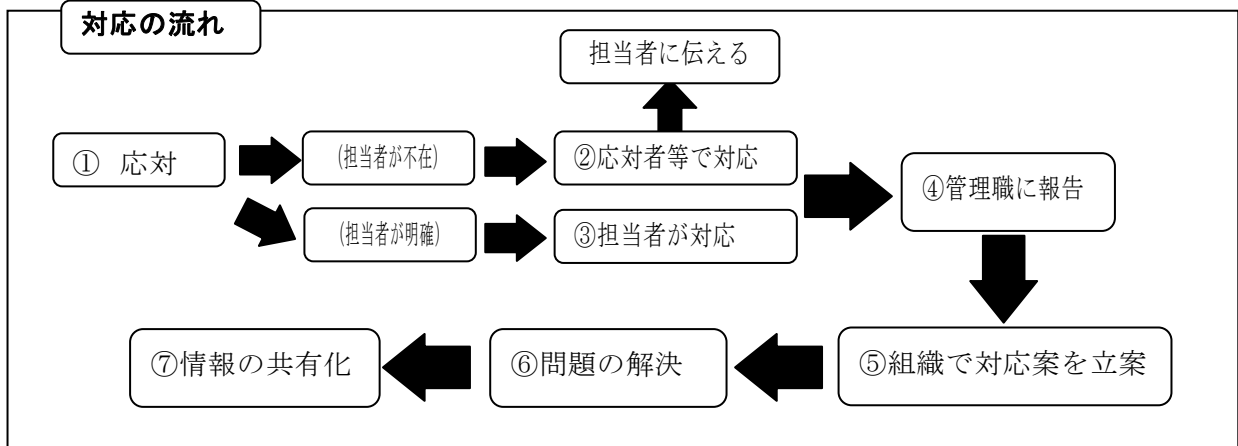 対応の流れ
担当者に伝える
① 応対
(担当者が不在)
②応対者等で対応
(担当者が明確)
③担当者が対応
④管理職に報告
⑤組織で対応案を立案
⑥問題の解決
⑦情報の共有化